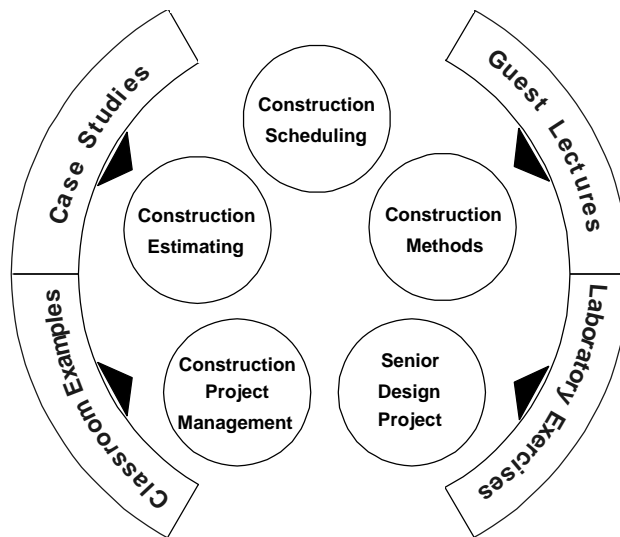 Case Studies
Guest Lectures
Construction
Scheduling
Construction
Estimating
Construction
Methods
Classroom Examples
Laboratory Exercises
Construction
Project
Management
Senior
Design
Project